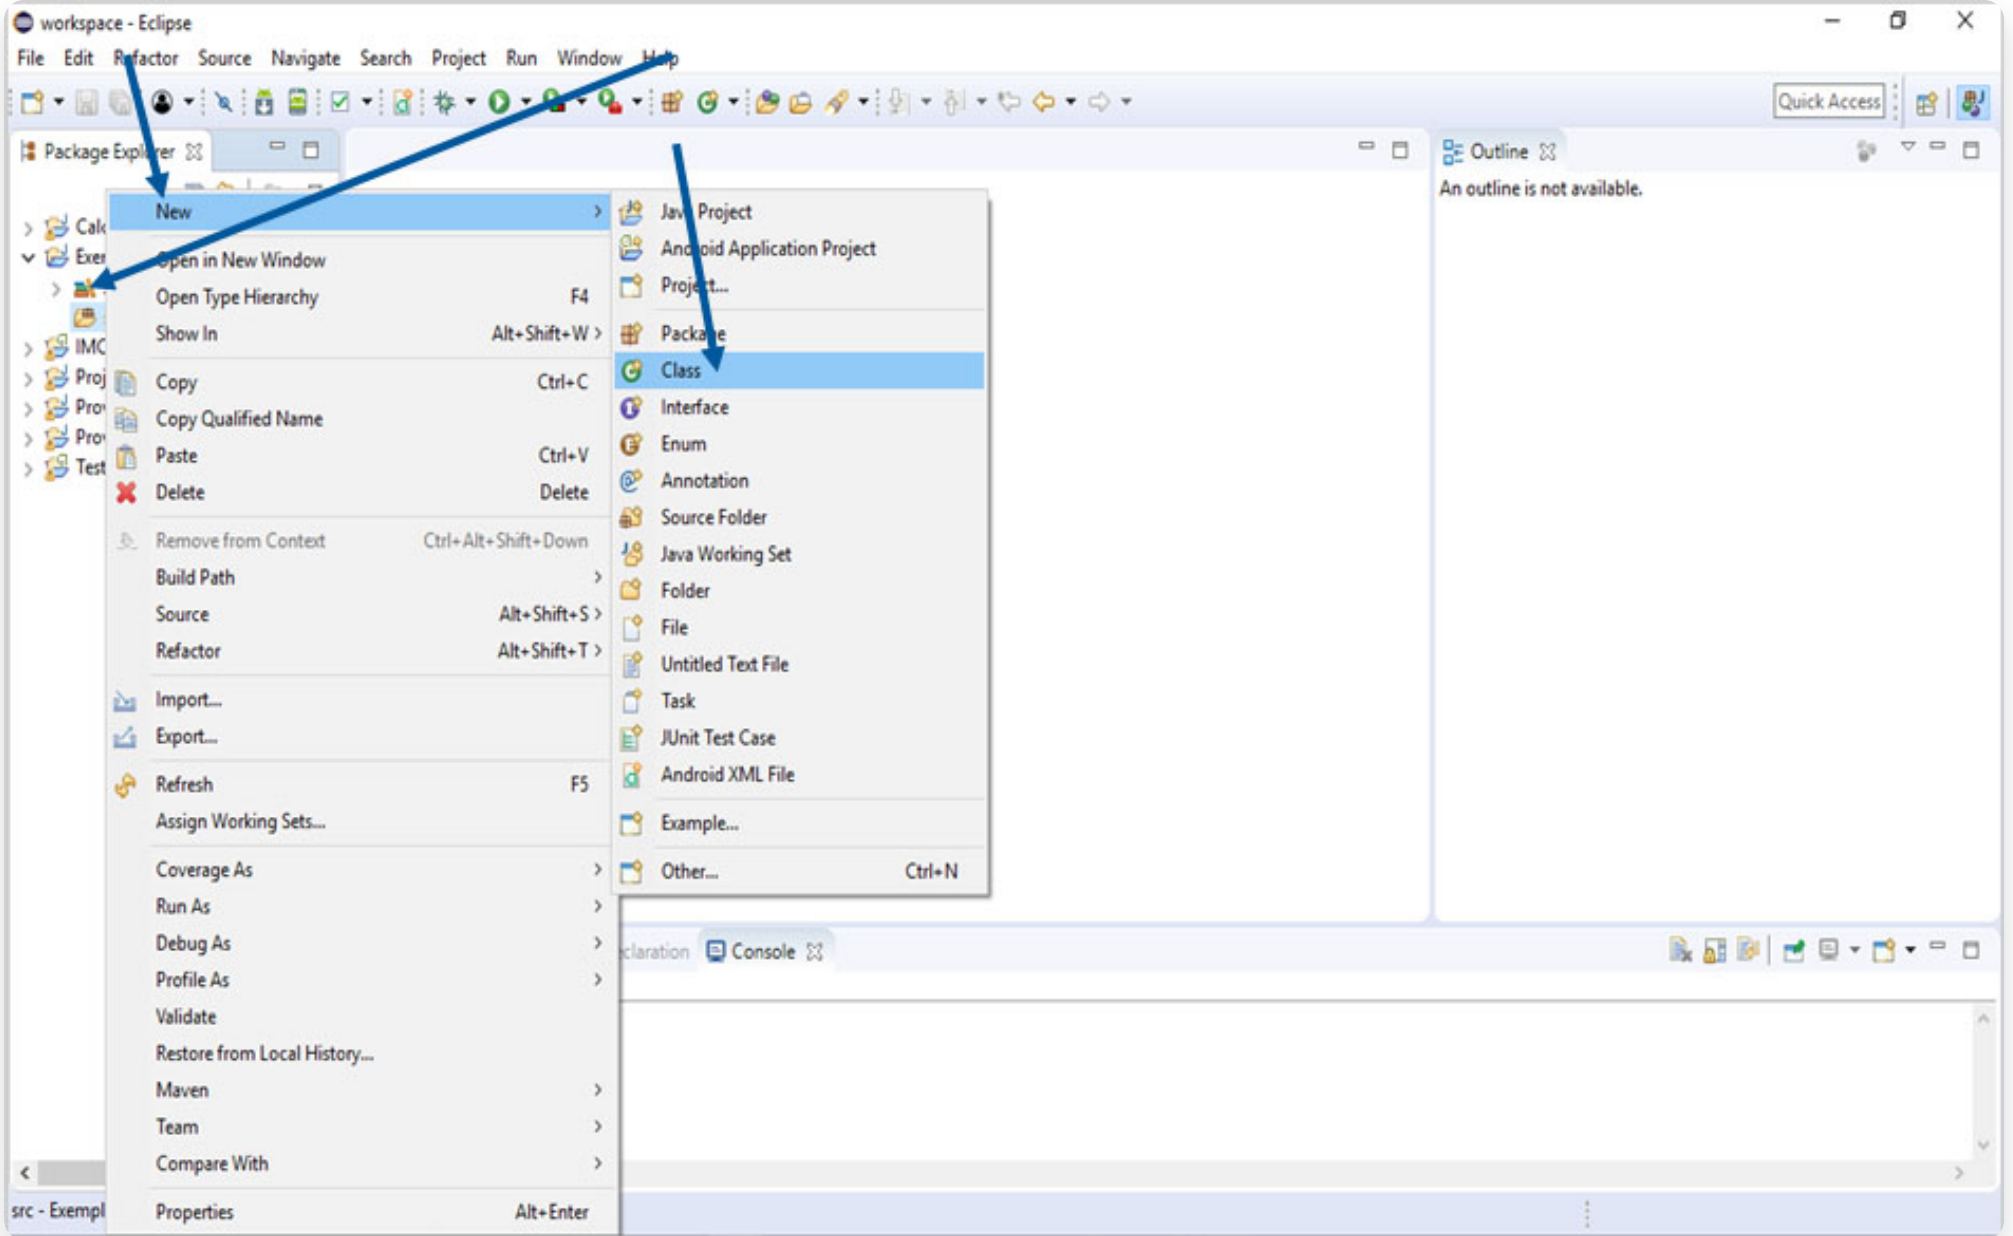 workspace - Eclipse
File Edit Refactor Source Navigate Search Project Run Window Help
Quick Access
Package Explorer
Outline
An outline is not available.
Calc
Exem
IMC
Proj
Prov
Prov
Test
New
Open in New Window
Open Type Hierarchy F4
Show In Alt+Shift+W
Copy Ctrl+C
Copy Qualified Name
Paste Ctrl+V
Delete Delete
Remove from Context Ctrl+Alt+Shift+Down
Build Path
Source Alt+Shift+S
Refactor Alt+Shift+T
Import...
Export...
Refresh F5
Assign Working Sets...
Coverage As
Run As
Debug As
Profile As
Validate
Restore from Local History...
Maven
Team
Compare With
Properties Alt+Enter
Java Project
Android Application Project
Project...
Package
Class
Interface
Enum
Annotation
Source Folder
Java Working Set
Folder
File
Untitled Text File
Task
JUnit Test Case
Android XML File
Example...
Other... Ctrl+N
claration Console
src - Exempl